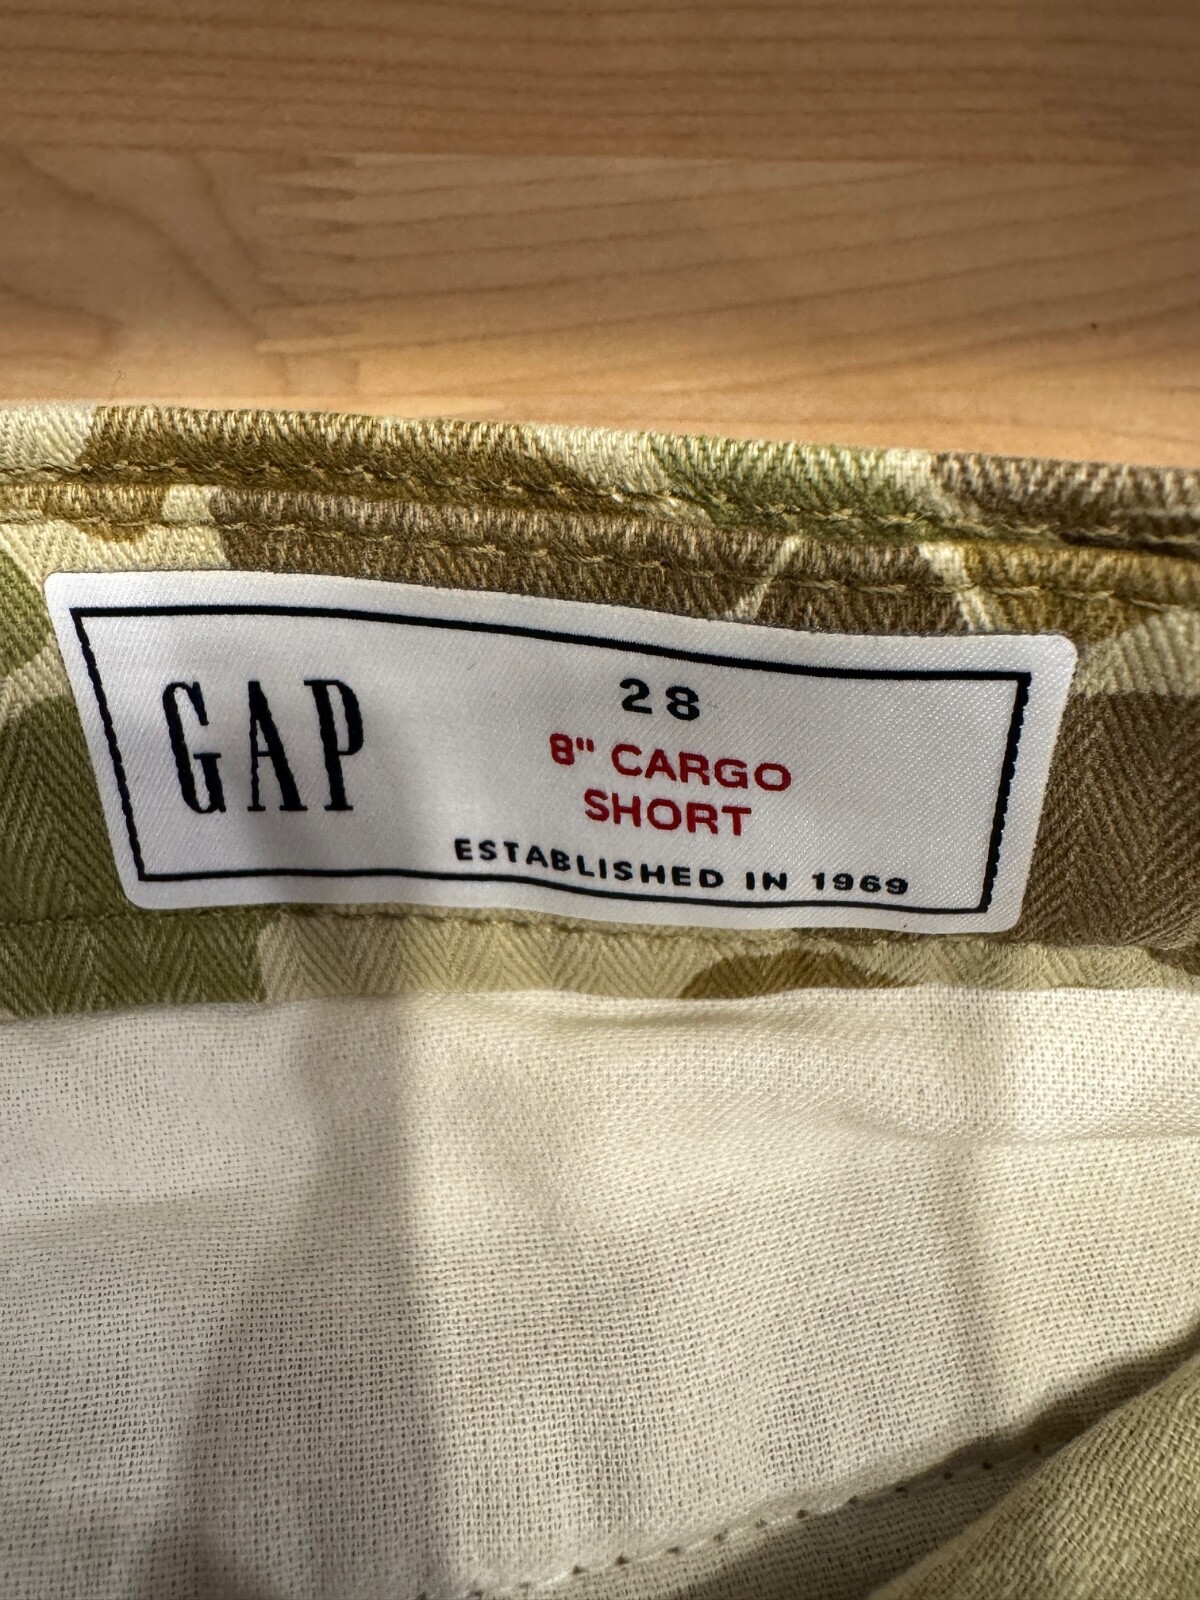 GAP
28
8" CARGO
SHORT
ESTABLISHED IN 1969